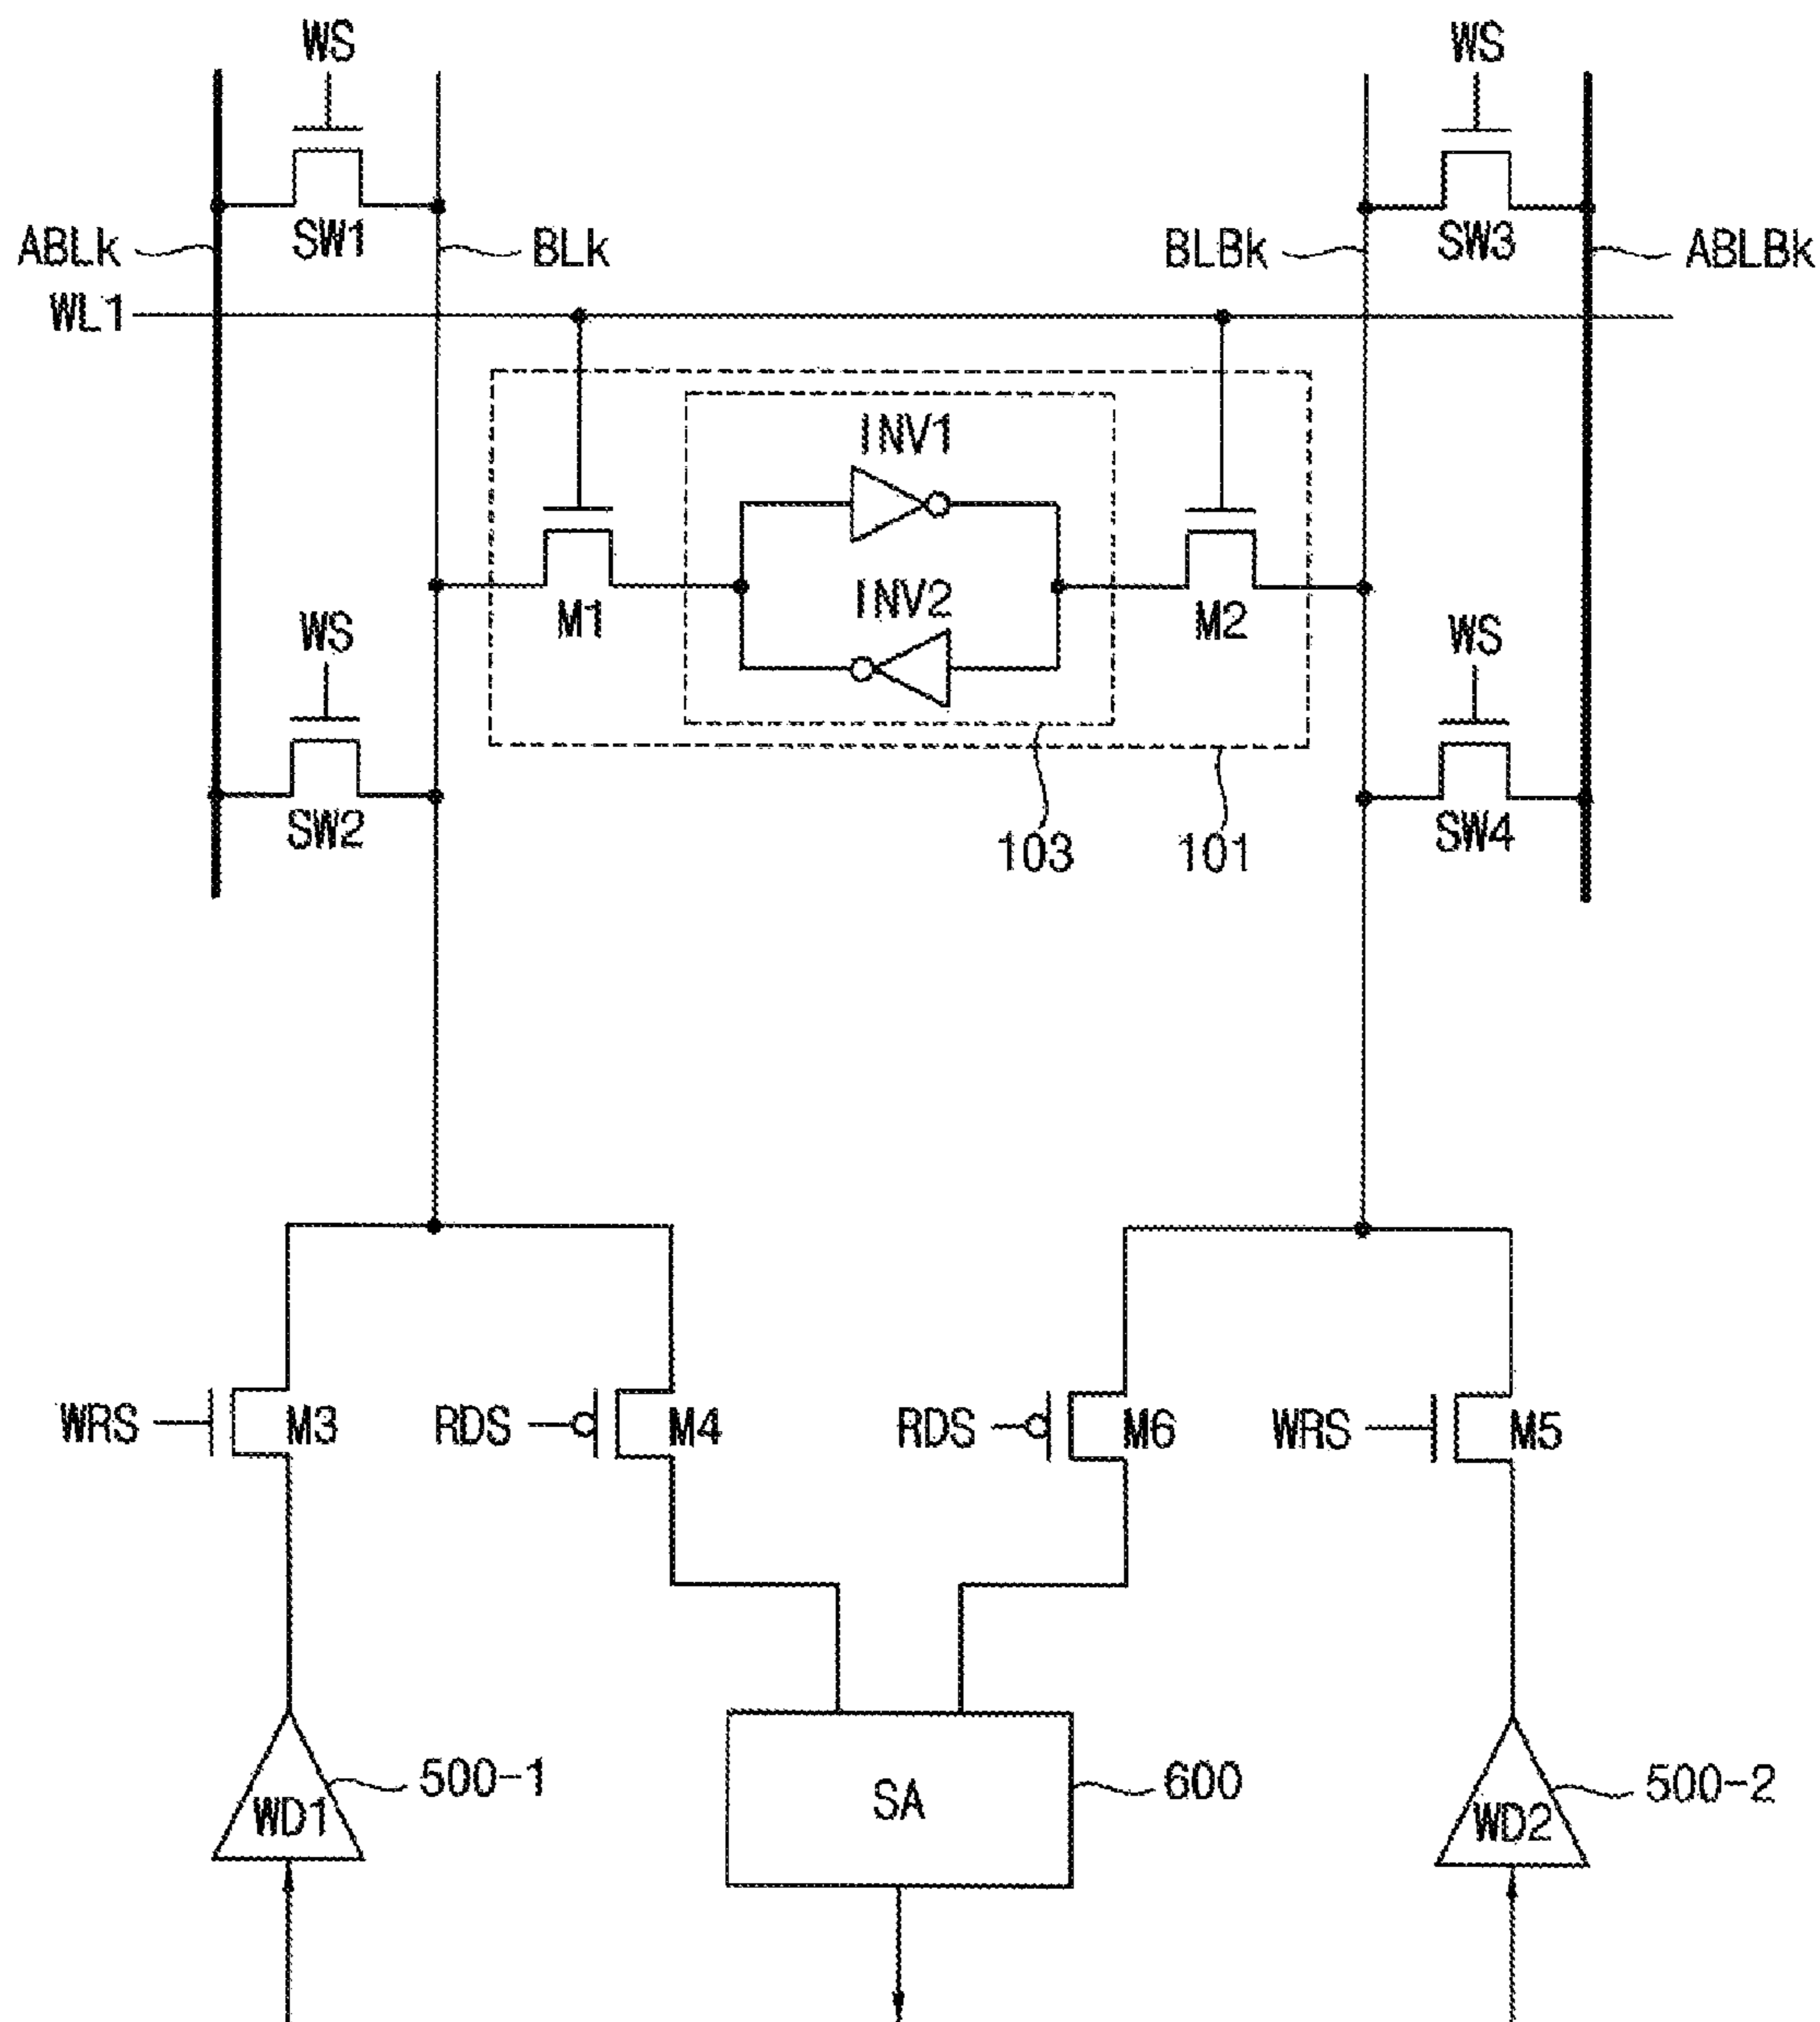 WS WS
SW1 SW3
ABLk BLk BLBk ABLBk
WL1
INV1
INV2
M1 M2
WS WS
SW2 SW4
103 101
WRS M3 RDS M4 RDS M6 WRS M5
500-1 600 500-2
WD1 SA WD2